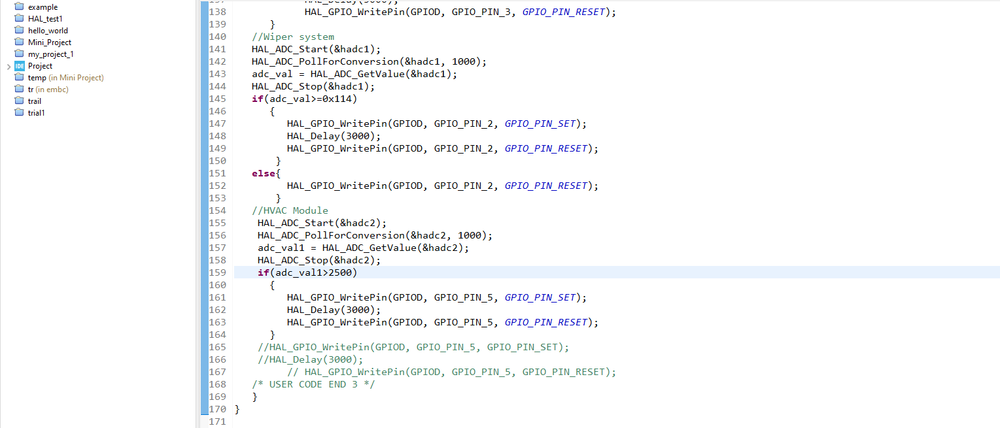 example
HAL_test1
hello_world
Mini_Project
my_project_1
IDE Project
temp (in Mini Project)
tr (in embc)
trail
trial1
137 HAL_Delay(3000);
138 HAL_GPIO_WritePin(GPIOD, GPIO_PIN_3, GPIO_PIN_RESET);
139 }
140 //Wiper system
141 HAL_ADC_Start(&hadc1);
142 HAL_ADC_PollForConversion(&hadc1, 1000);
143 adc_val = HAL_ADC_GetValue(&hadc1);
144 HAL_ADC_Stop(&hadc1);
145 if(adc_val>=0x114)
146 {
147 HAL_GPIO_WritePin(GPIOD, GPIO_PIN_2, GPIO_PIN_SET);
148 HAL_Delay(3000);
149 HAL_GPIO_WritePin(GPIOD, GPIO_PIN_2, GPIO_PIN_RESET);
150 }
151 else{
152 HAL_GPIO_WritePin(GPIOD, GPIO_PIN_2, GPIO_PIN_RESET);
153 }
154 //HVAC Module
155 HAL_ADC_Start(&hadc2);
156 HAL_ADC_PollForConversion(&hadc2, 1000);
157 adc_val1 = HAL_ADC_GetValue(&hadc2);
158 HAL_ADC_Stop(&hadc2);
159 if(adc_val1>2500)
160 {
161 HAL_GPIO_WritePin(GPIOD, GPIO_PIN_5, GPIO_PIN_SET);
162 HAL_Delay(3000);
163 HAL_GPIO_WritePin(GPIOD, GPIO_PIN_5, GPIO_PIN_RESET);
164 }
165 //HAL_GPIO_WritePin(GPIOD, GPIO_PIN_5, GPIO_PIN_SET);
166 //HAL_Delay(3000);
167 // HAL_GPIO_WritePin(GPIOD, GPIO_PIN_5, GPIO_PIN_RESET);
168 /* USER CODE END 3 */
169 }
170 }
171